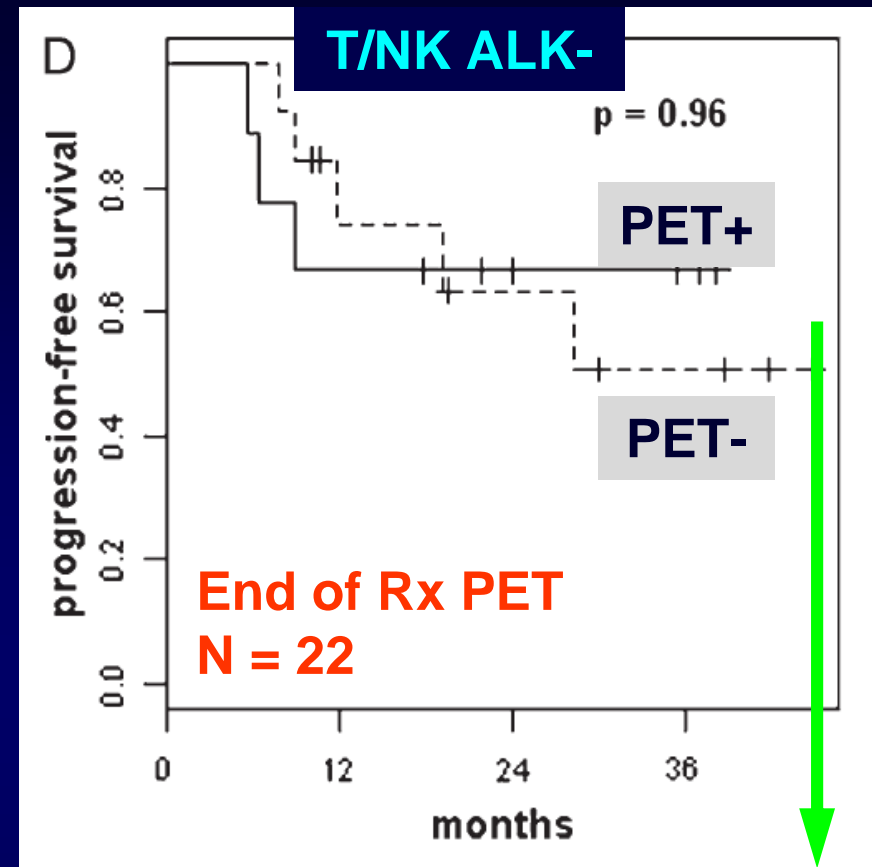 D
T/NK ALK-
p = 0.96
PET+
PET-
End of Rx PET
N = 22
progression-free survival
0.8
0.6
0.4
0.2
0.0
0 12 24 36
months